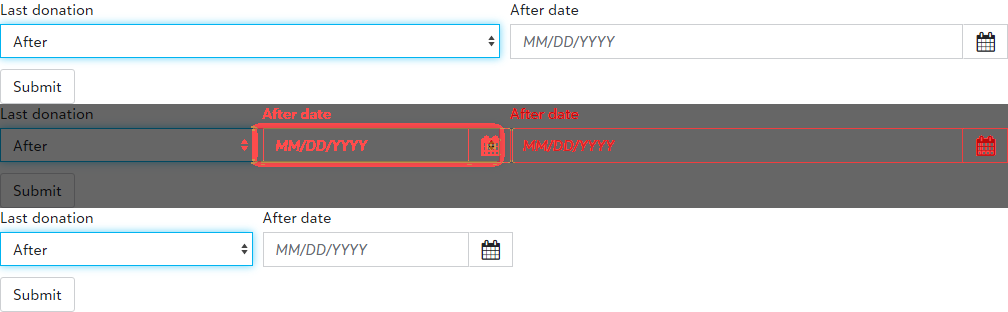 Last donation After date
After MM/DD/YYYY
Submit
Last donation After date After date
After MM/DD/YYYY MM/DD/YYYY
Submit
Last donation After date
After MM/DD/YYYY
Submit